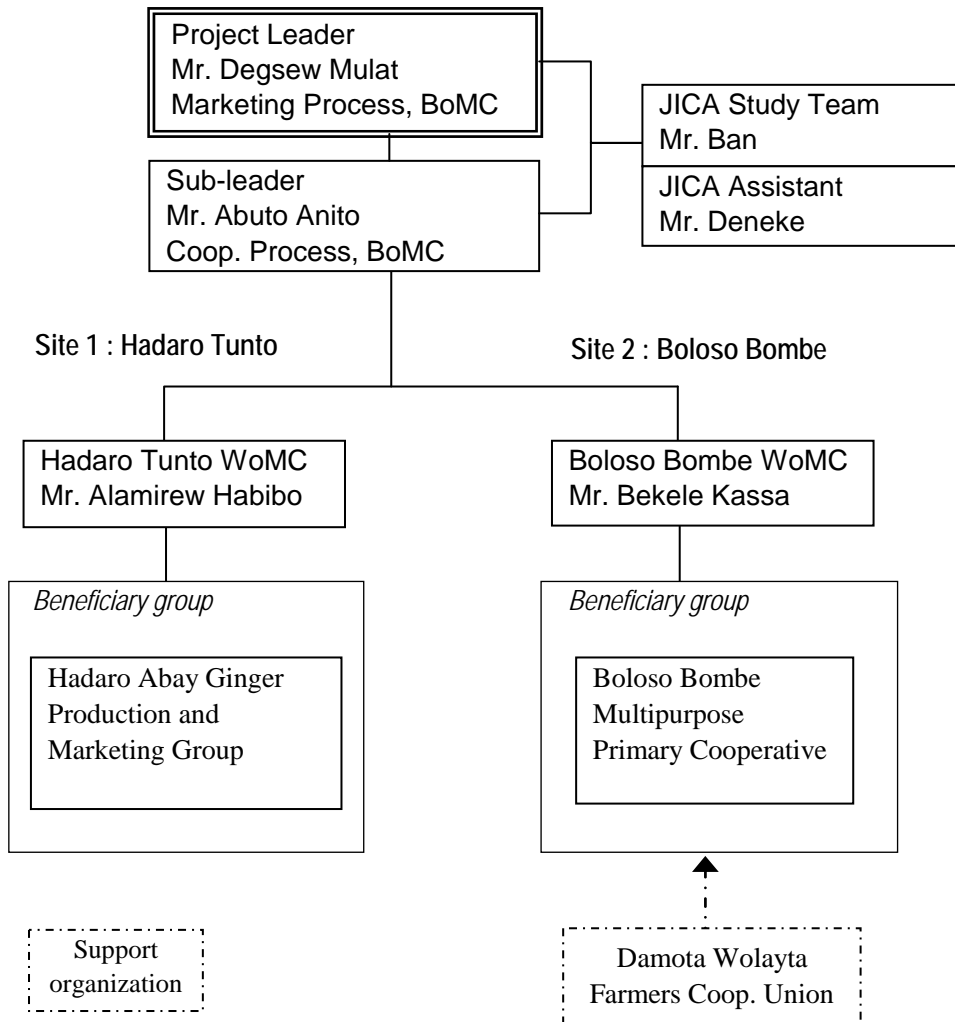 Project Leader
Mr. Degsew Mulat
Marketing Process, BoMC
JICA Study Team
Mr. Ban
JICA Assistant
Mr. Deneke
Sub-leader
Mr. Abuto Anito
Coop. Process, BoMC
Site 1 : Hadaro Tunto
Site 2 : Boloso Bombe
Hadaro Tunto WoMC
Mr. Alamirew Habibo
Boloso Bombe WoMC
Mr. Bekele Kassa
Beneficiary group
Hadaro Abay Ginger
Production and
Marketing Group
Beneficiary group
Boloso Bombe
Multipurpose
Primary Cooperative
Support
organization
Damota Wolayta
Farmers Coop. Union